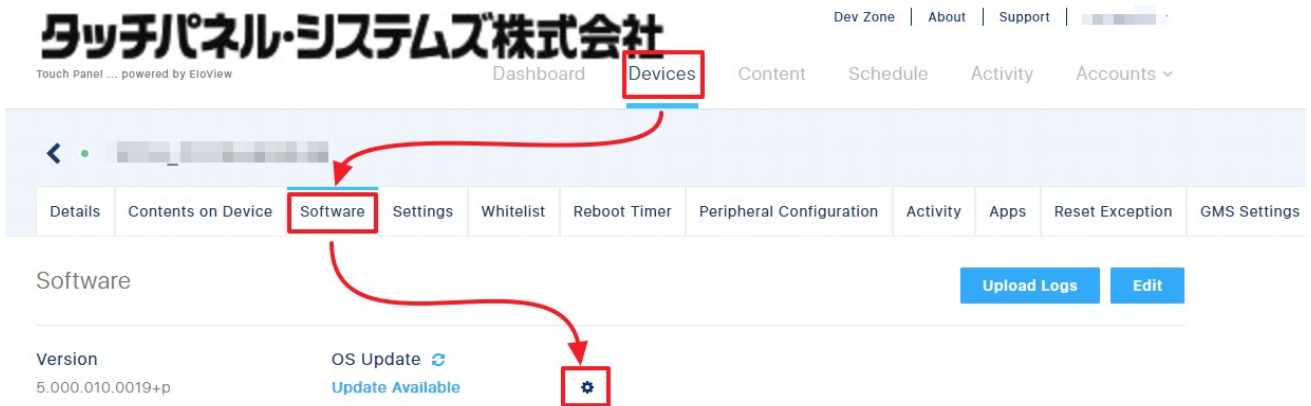 タッチパネル・システムズ株式会社
Dev Zone About Support
Touch Panel ... powered by EloView
Dashboard Devices Content Schedule Activity Accounts
Details Contents on Device Software Settings Whitelist Reboot Timer Peripheral Configuration Activity Apps Reset Exception GMS Settings
Software
Upload Logs Edit
Version OS Update
5.000.010.0019+p Update Available